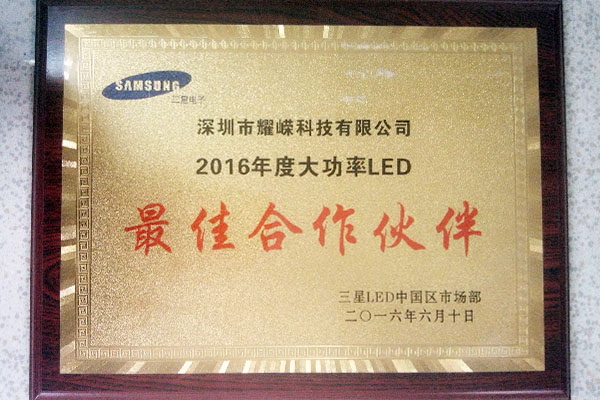 SAMSUNG
三星电子
深圳市耀嵘科技有限公司
2016年度大功率LED
最佳合作伙伴
三星LED中国区市场部
二〇一六年六月十日